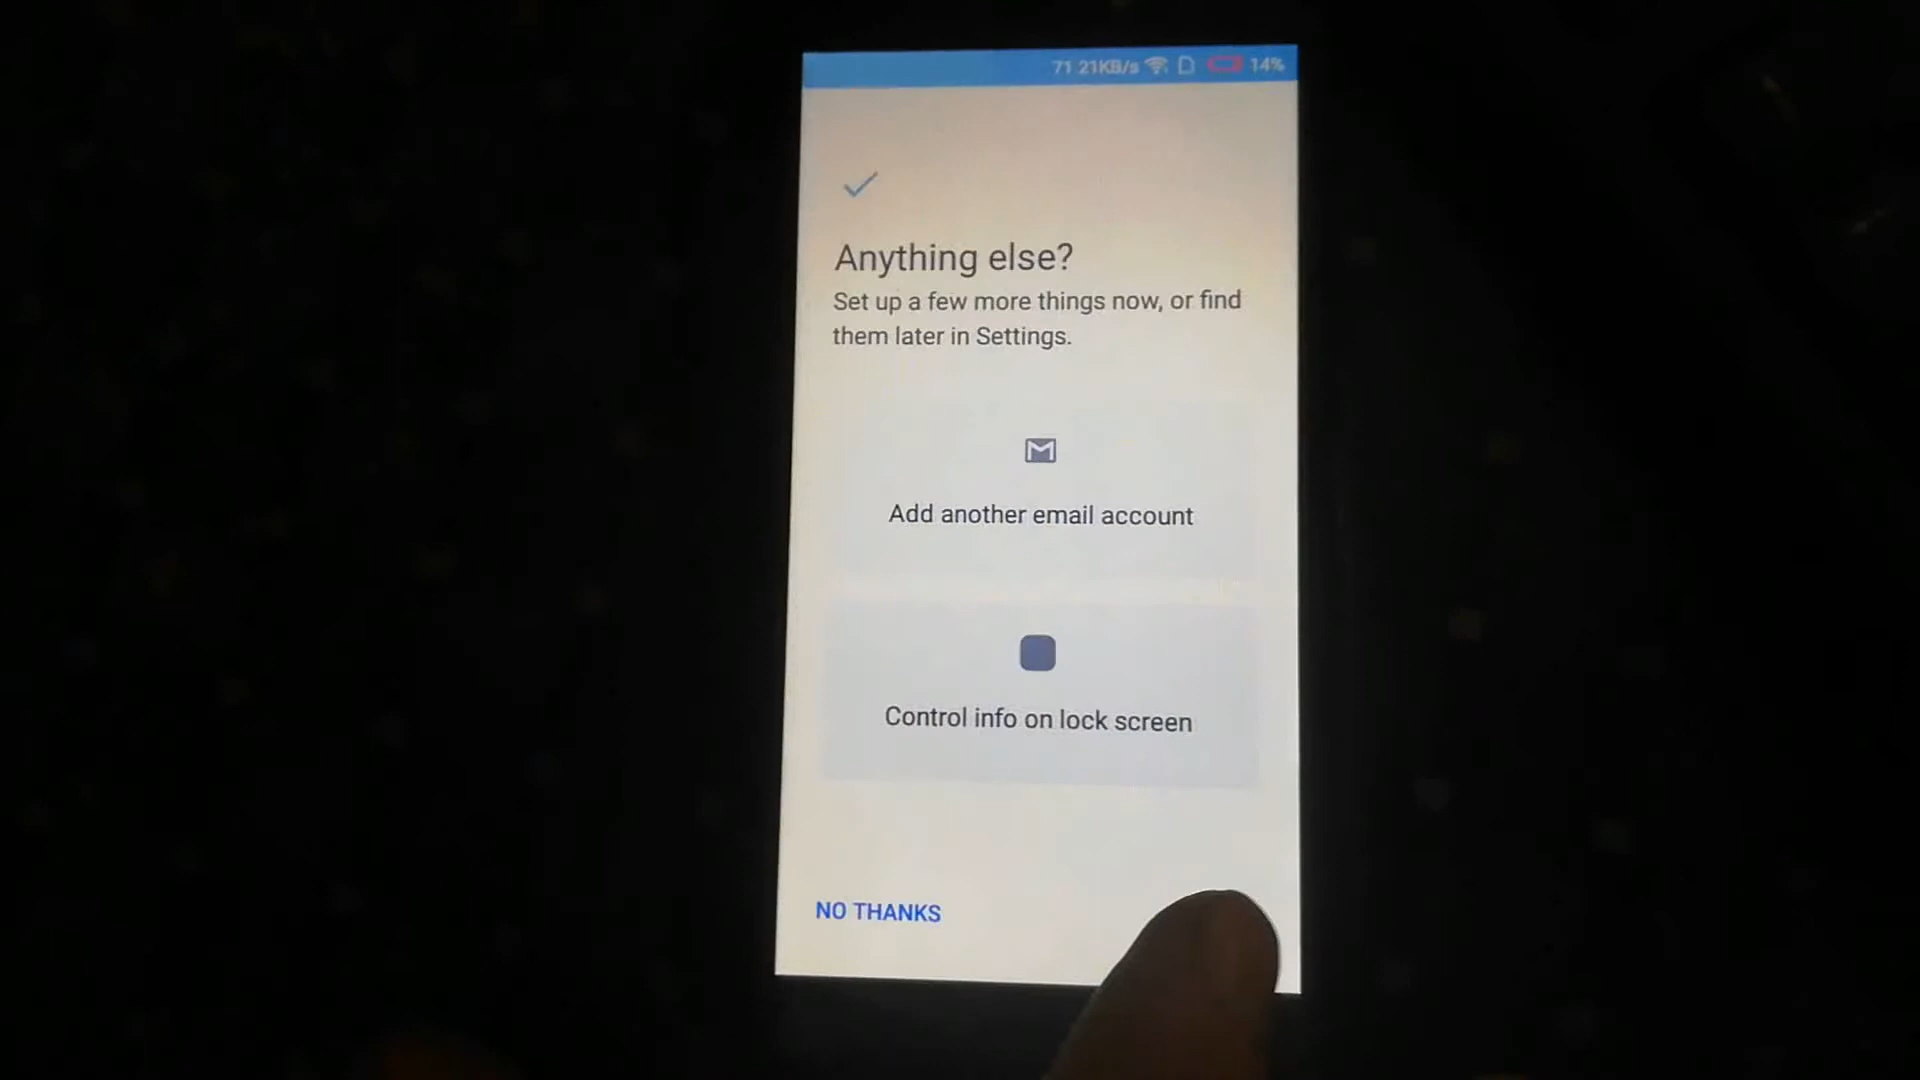 71.21KB/s 14%
Anything else?
Set up a few more things now, or find
them later in Settings.
Add another email account
Control info on lock screen
NO THANKS